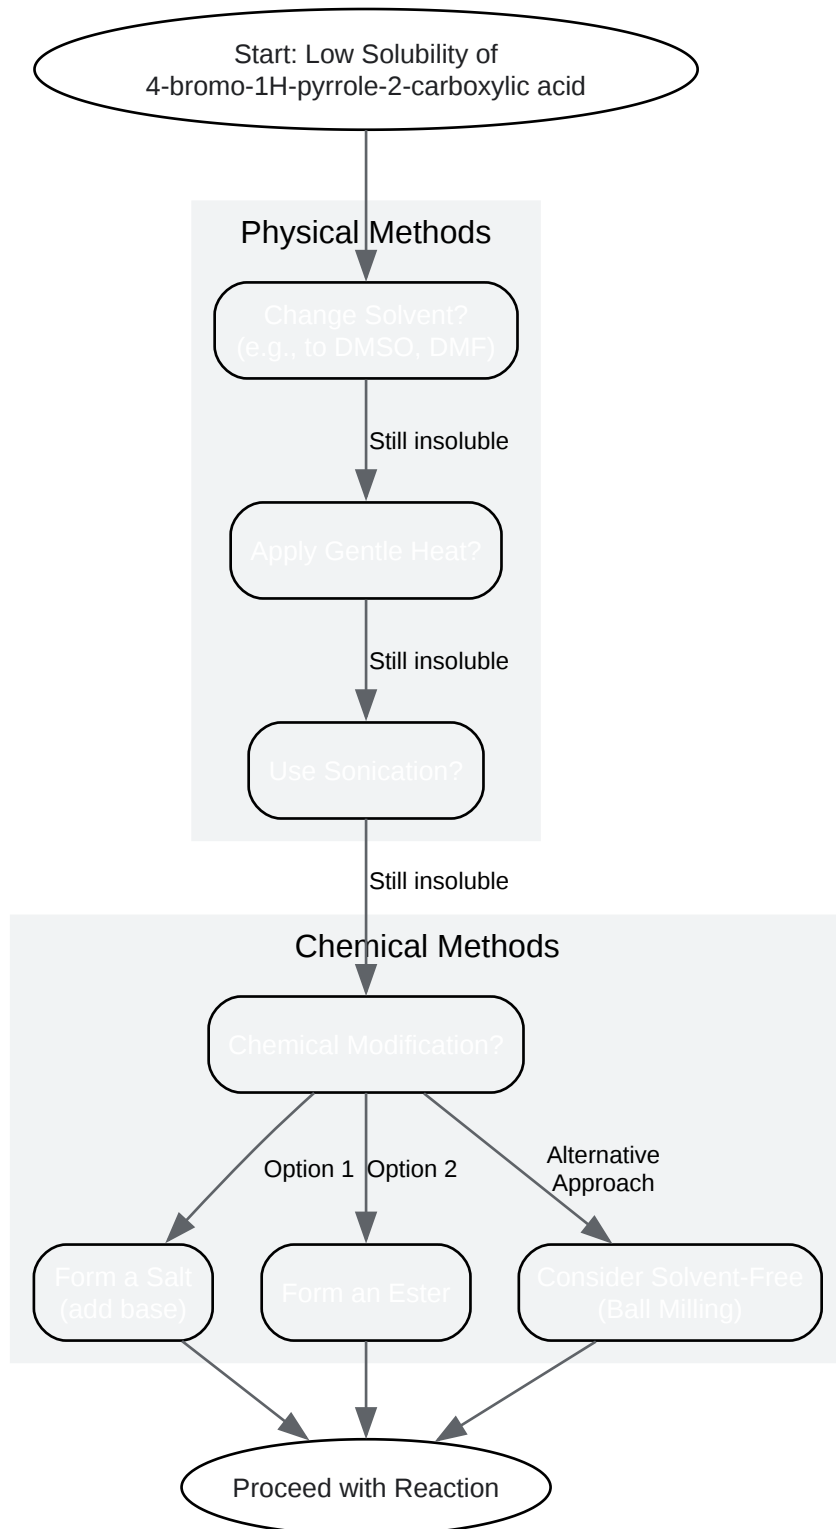 Start: Low Solubility of
4-bromo-1H-pyrrole-2-carboxylic acid
Physical Methods
Change Solvent?
(e.g., to DMSO, DMF)
Still insoluble
Apply Gentle Heat?
Still insoluble
Use Sonication?
Still insoluble
Chemical Methods
Chemical Modification?
Option 1
Option 2
Alternative
Approach
Form a Salt
(add base)
Form an Ester
Consider Solvent-Free
(Ball Milling)
Proceed with Reaction